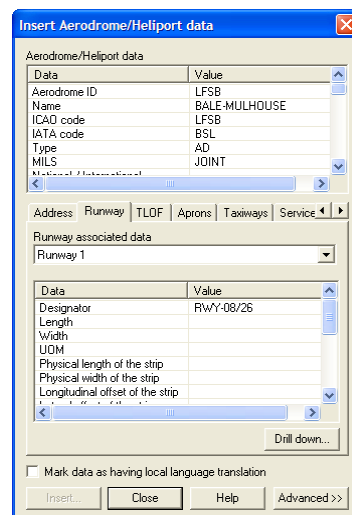 Insert Aerodrome/Heliport data
Aerodrome/Heliport data
Data Value
Aerodrome ID LFSB
Name BALE-MULHOUSE
ICAO code LFSB
IATA code BSL
Type AD
MILS JOINT
National / International
Address Runway TLOF Aprons Taxiways Service
Runway associated data
Runway 1
Data Value
Designator RWY-08/26
Length
Width
UOM
Physical length of the strip
Physical width of the strip
Longitudinal offset of the strip
Drill down...
Mark data as having local language translation
Insert... Close Help Advanced >>